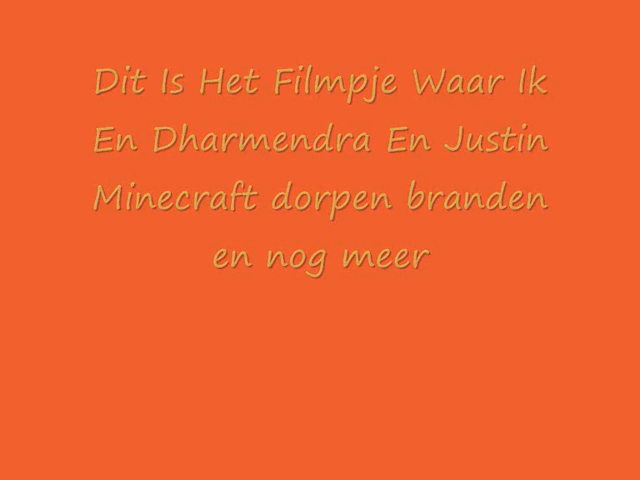 Dit Is Het Filmpje Waar Ik
En Dharmendra En Justin
Minecraft dorpen branden
en nog meer